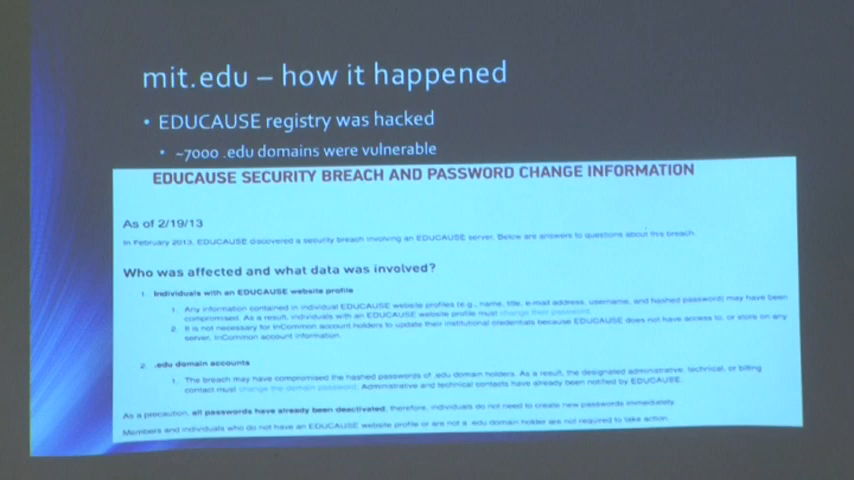 mit.edu – how it happened
• EDUCAUSE registry was hacked
• ~7000 .edu domains were vulnerable
EDUCAUSE SECURITY BREACH AND PASSWORD CHANGE INFORMATION
As of 2/19/13
In February 2013, EDUCAUSE discovered a security breach involving an EDUCAUSE server. Below are answers to questions about this breach.
Who was affected and what data was involved?
1. Individuals with an EDUCAUSE website profile
1. Any information contained in individual EDUCAUSE website profiles (e.g., name, title, e-mail address, username, and hashed password) may have been
compromised. As a result, individuals with an EDUCAUSE website profile must change their password.
2. It is not necessary for InCommon account holders to update their institutional credentials because EDUCAUSE does not have access to, or store on any
server, InCommon account information.
2. .edu domain accounts
1. The breach may have compromised the hashed passwords of .edu domain holders. As a result, the designated administrative, technical, or billing
contact must change the domain password. Administrative and technical contacts have already been notified by EDUCAUSE.
As a precaution, all passwords have already been deactivated; therefore, individuals do not need to create new passwords immediately.
Members and individuals who do not have an EDUCAUSE website profile or are not a .edu domain holder are not required to take action.